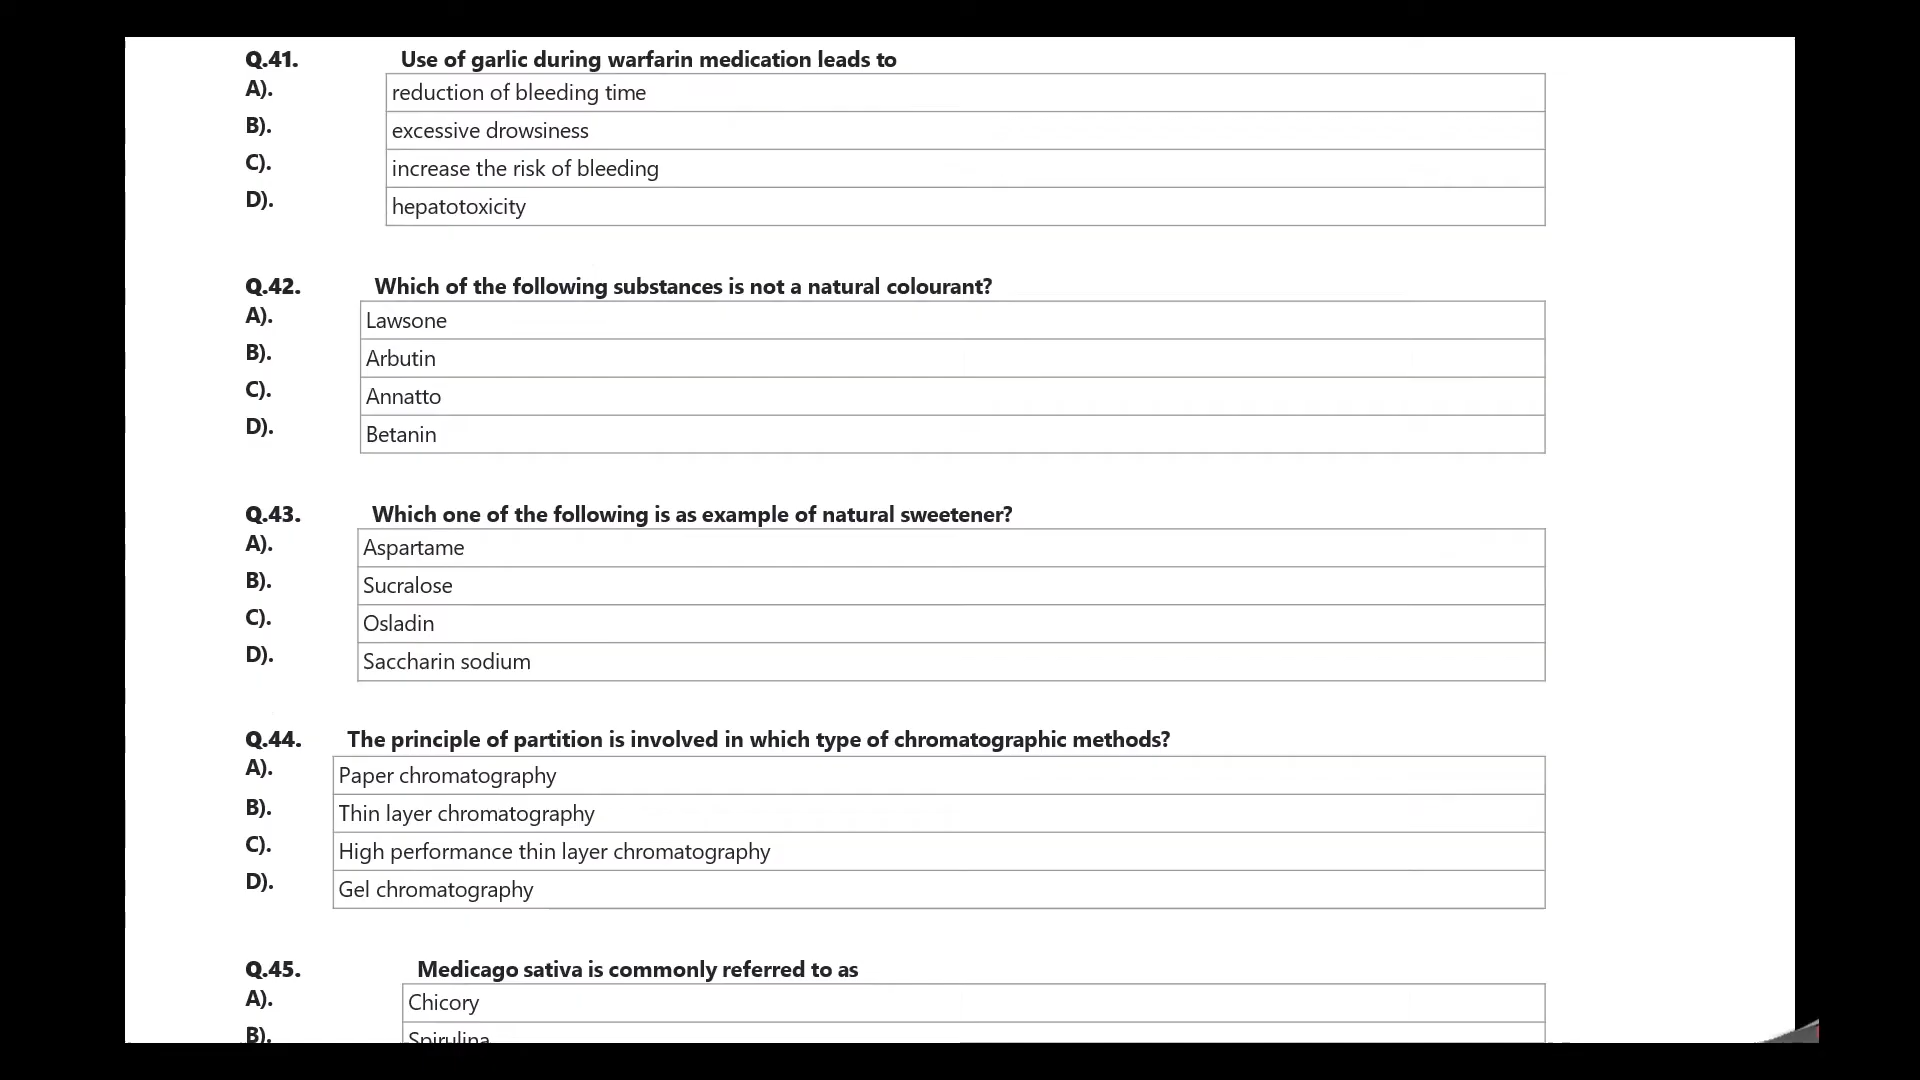 Q.41. Use of garlic during warfarin medication leads to
A). reduction of bleeding time
B). excessive drowsiness
C). increase the risk of bleeding
D). hepatotoxicity
Q.42. Which of the following substances is not a natural colourant?
A). Lawsone
B). Arbutin
C). Annatto
D). Betanin
Q.43. Which one of the following is as example of natural sweetener?
A). Aspartame
B). Sucralose
C). Osladin
D). Saccharin sodium
Q.44. The principle of partition is involved in which type of chromatographic methods?
A). Paper chromatography
B). Thin layer chromatography
C). High performance thin layer chromatography
D). Gel chromatography
Q.45. Medicago sativa is commonly referred to as
A). Chicory
B). Spirulina